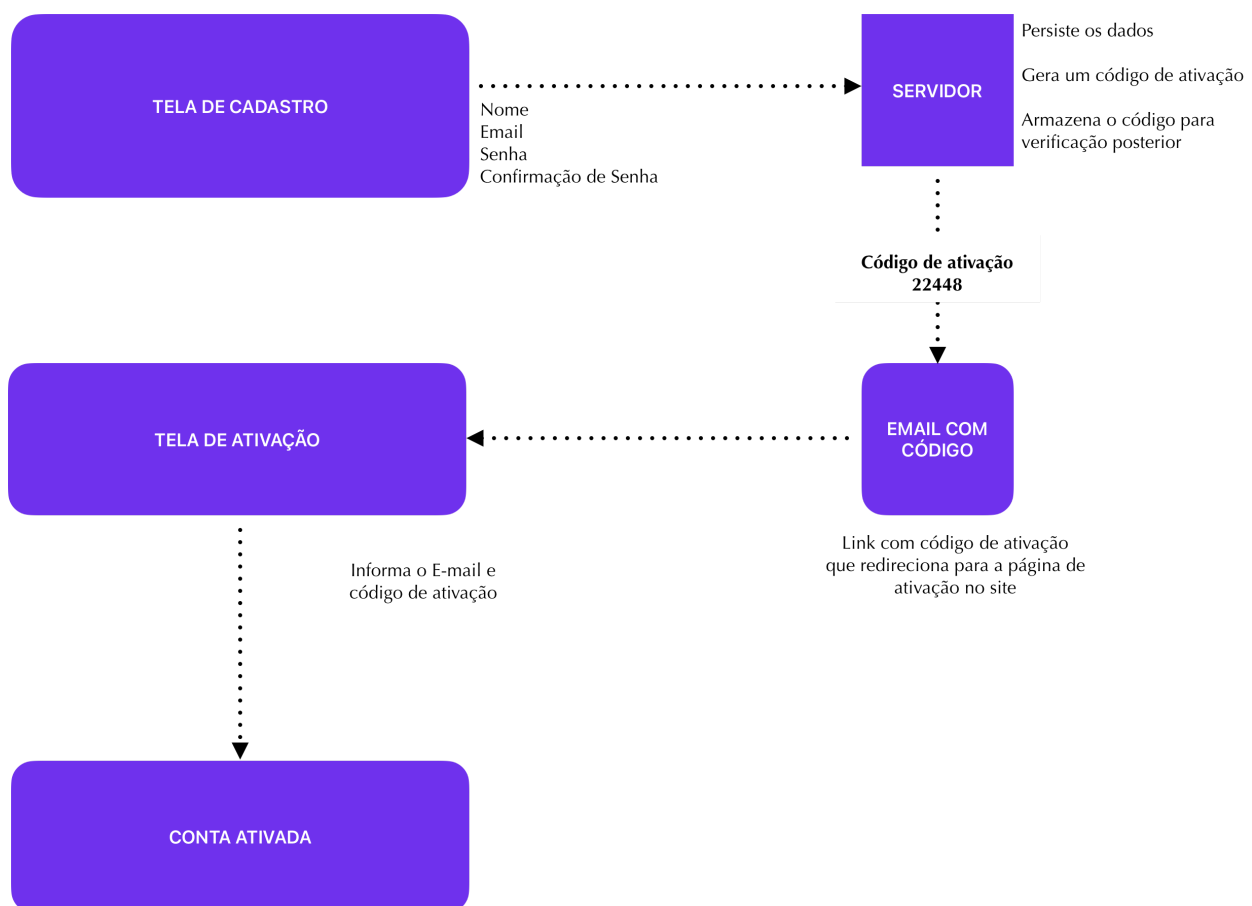 TELA DE CADASTRO
Nome
Email
Senha
Confirmação de Senha
SERVIDOR
Persiste os dados
Gera um código de ativação
Armazena o código para
verificação posterior
Código de ativação
22448
EMAIL COM
CÓDIGO
Link com código de ativação
que redireciona para a página de
ativação no site
TELA DE ATIVAÇÃO
Informa o E-mail e
código de ativação
CONTA ATIVADA